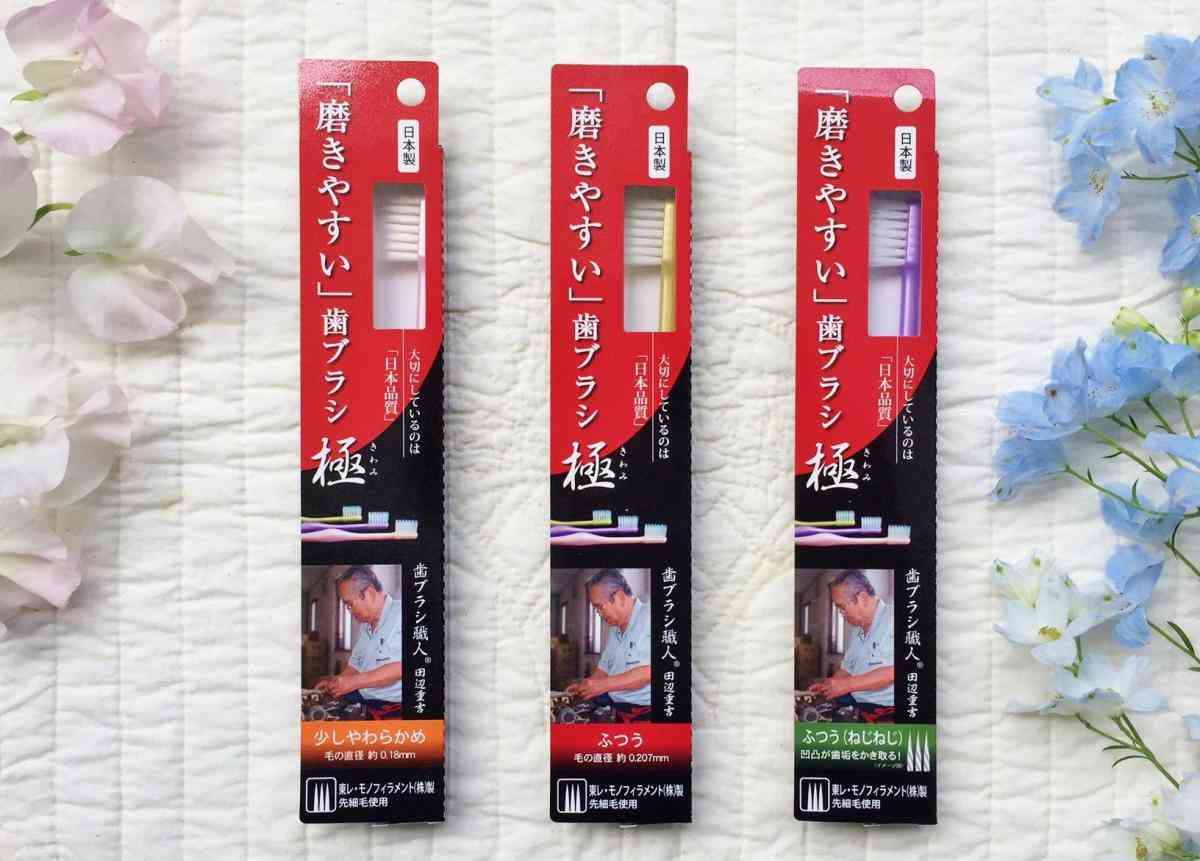 「磨きやすい」歯ブラシ 極
きわみ
日本製
大切にしているのは
「日本品質」
歯ブラシ職人® 田辺重吉
少しやわらかめ
毛の直径 約 0.18mm
東レ・モノフィラメント(株)製
先細毛使用
「磨きやすい」歯ブラシ 極
きわみ
日本製
大切にしているのは
「日本品質」
歯ブラシ職人® 田辺重吉
ふつう
毛の直径 約 0.207mm
東レ・モノフィラメント(株)製
先細毛使用
「磨きやすい」歯ブラシ 極
きわみ
日本製
大切にしているのは
「日本品質」
歯ブラシ職人® 田辺重吉
ふつう(ねじねじ)
凹凸が歯垢をかき取る!
(イメージ図)
東レ・モノフィラメント(株)製
先細毛使用